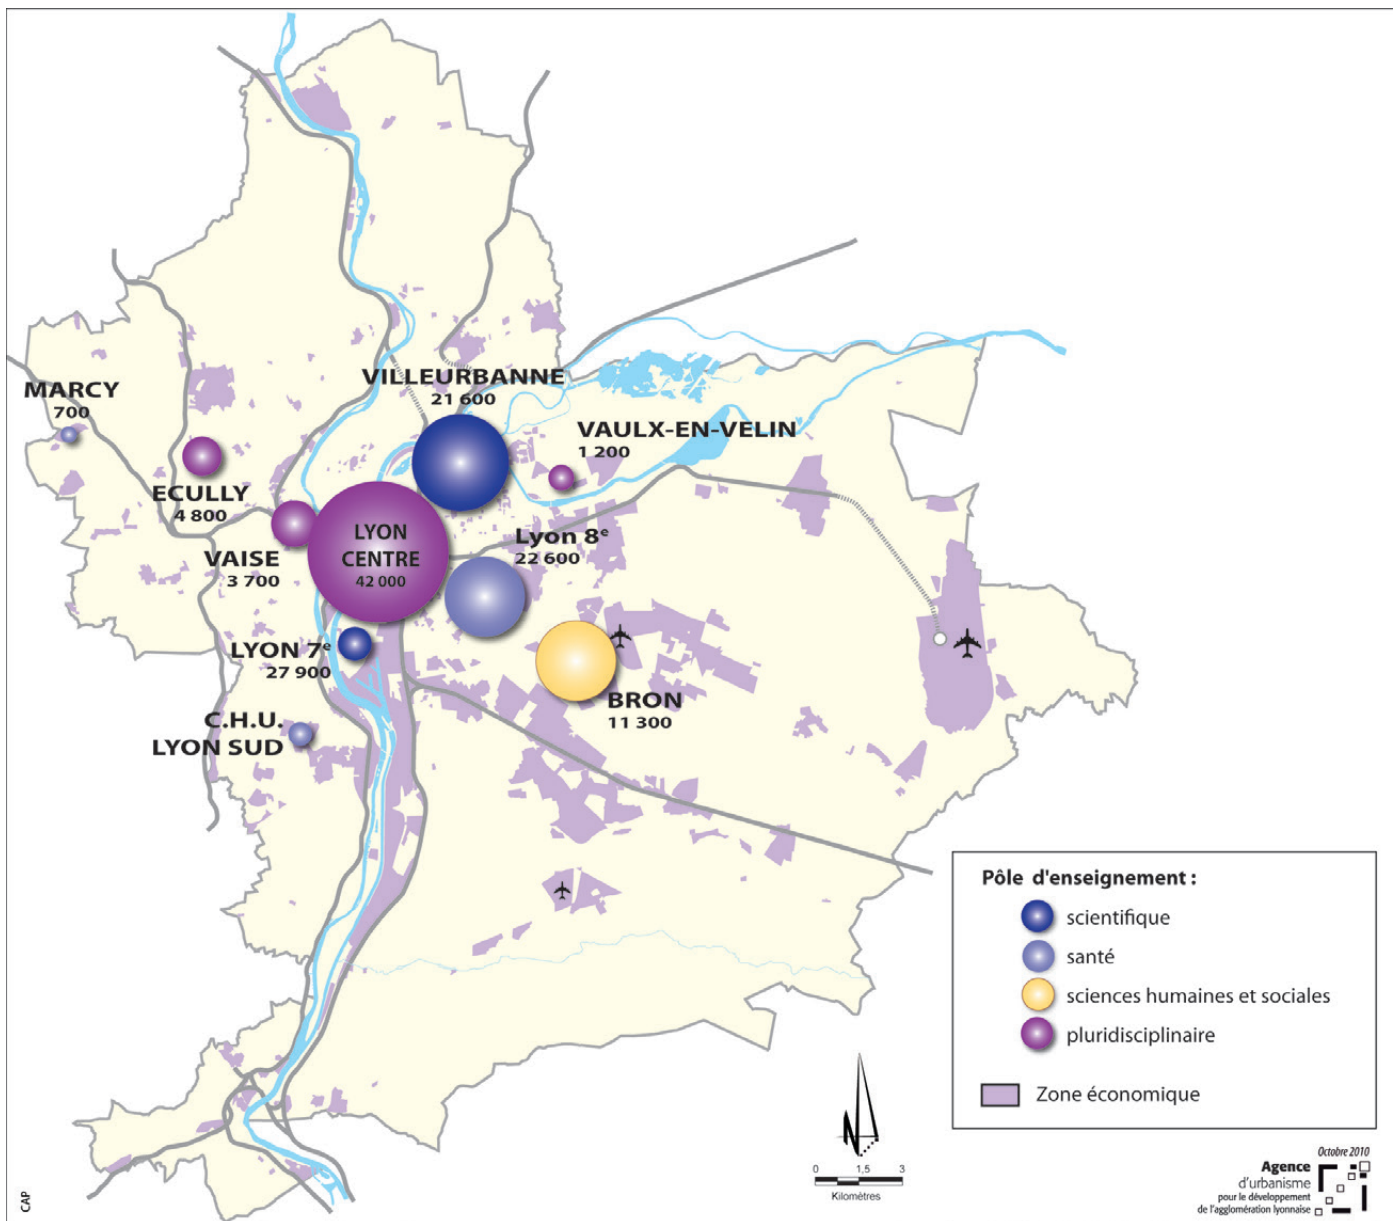 VILLEURBANNE
21 600
MARCY
700
VAULX-EN-VELIN
1 200
ECULLY
4 800
LYON
CENTRE
42 000
Lyon 8e
22 600
VAISE
3 700
LYON 7e
27 900
BRON
11 300
C.H.U.
LYON SUD
Pôle d'enseignement :
scientifique
santé
sciences humaines et sociales
pluridisciplinaire
Zone économique
N
0 1,5 3
Kilomètres
Octobre 2010
Agence
d'urbanisme
pour le développement
de l'agglomération lyonnaise
CAP